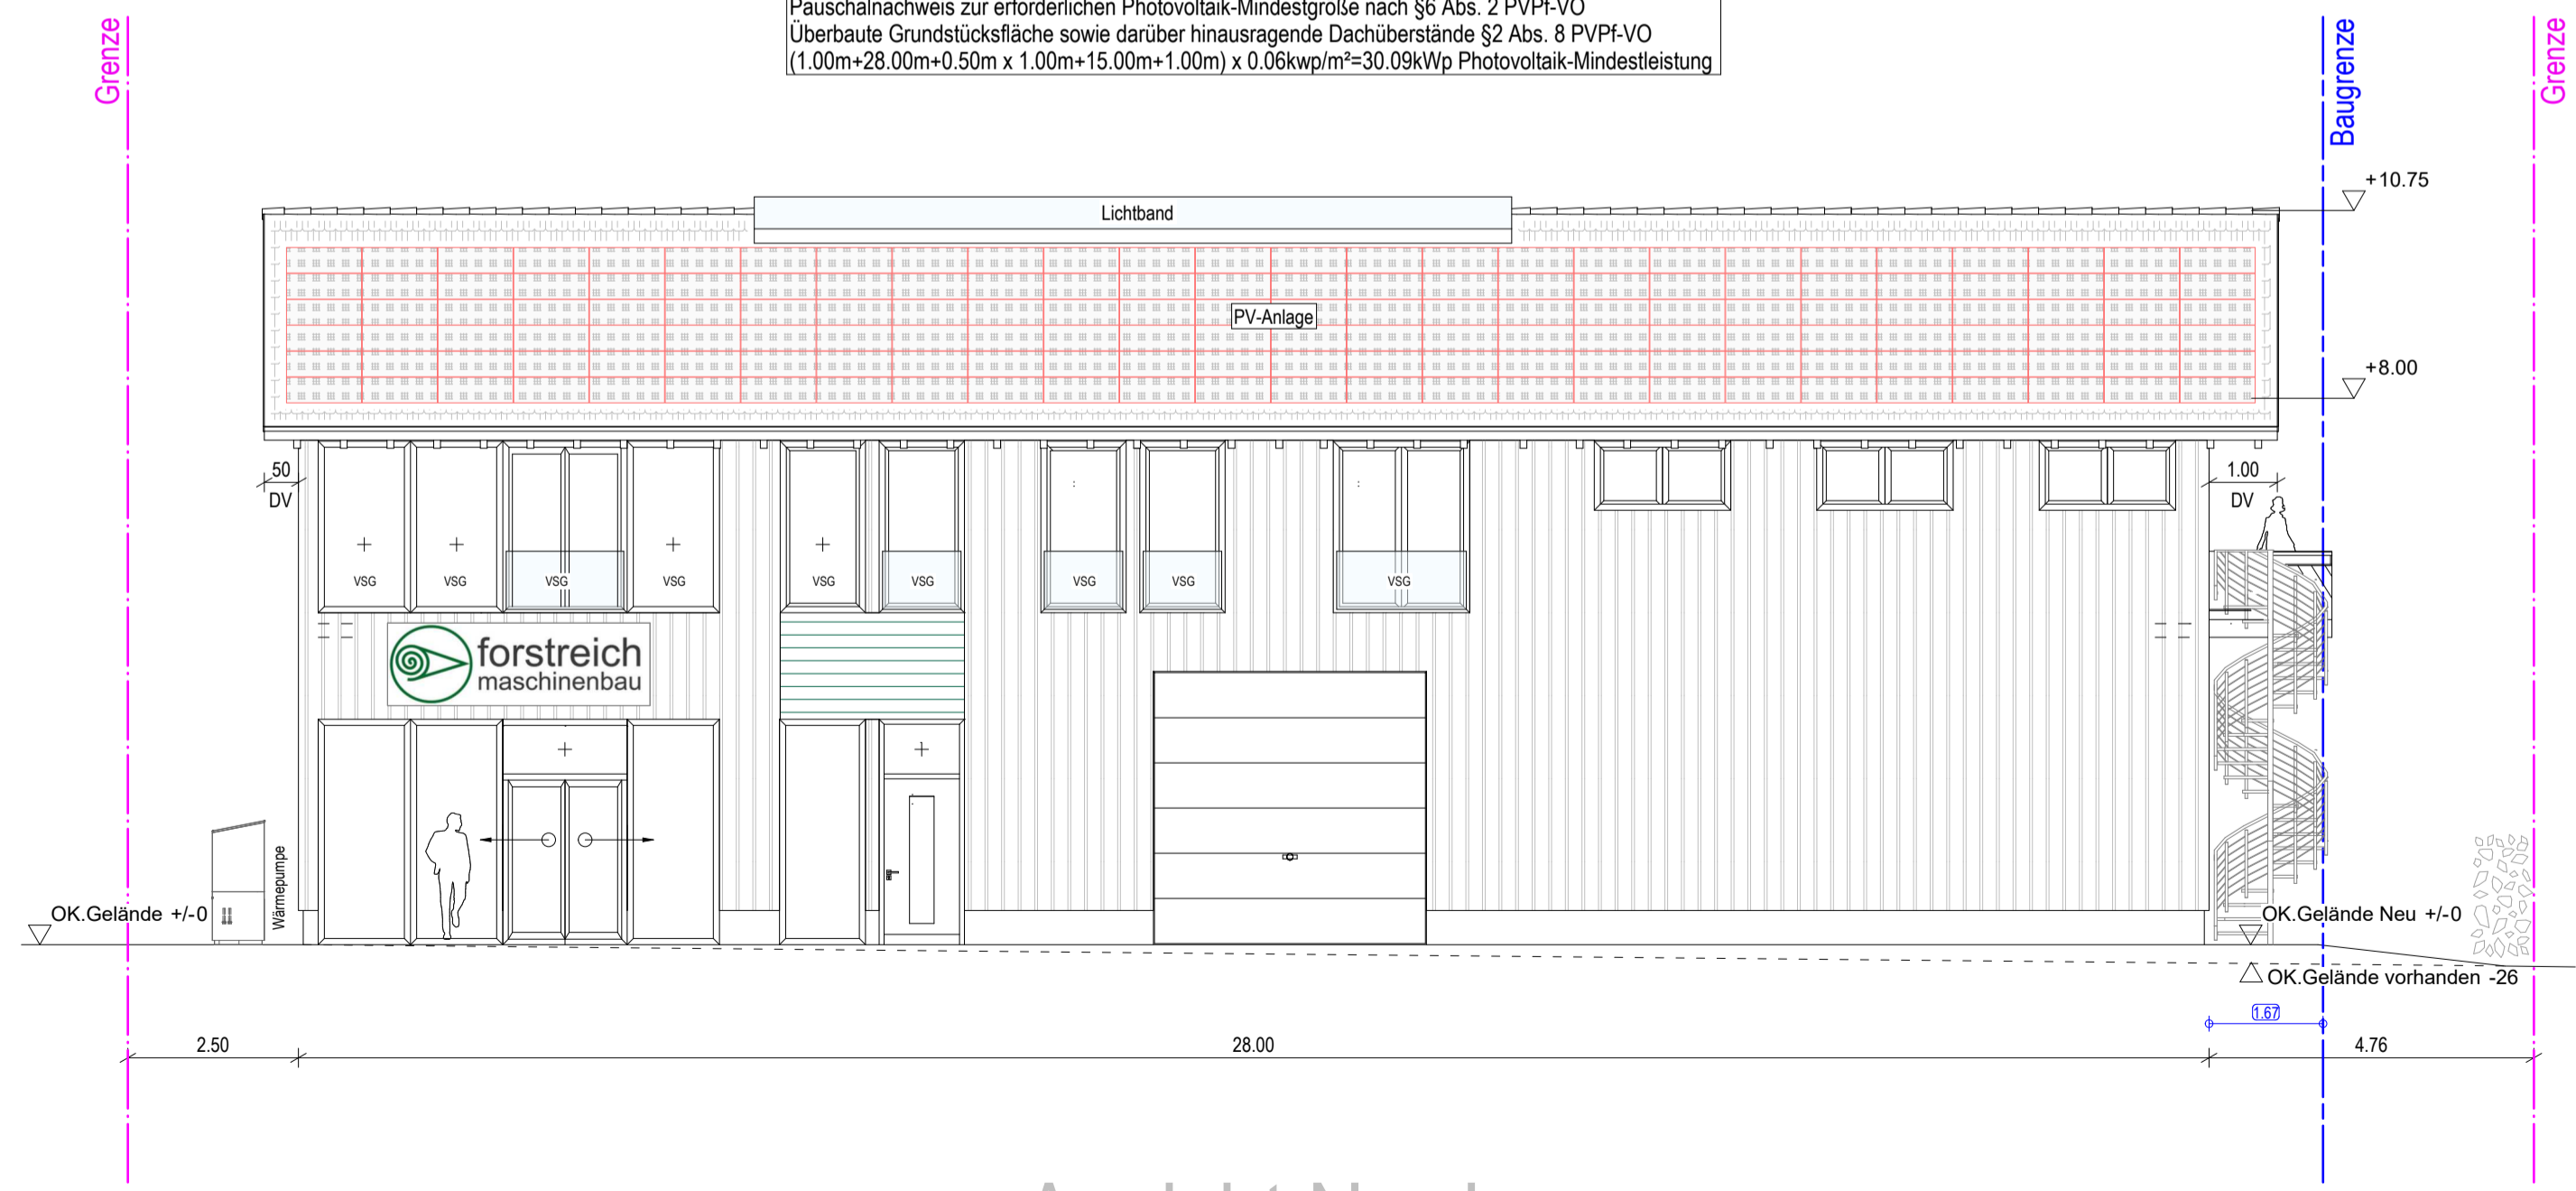 Pauschalnachweis zur erforderlichen Photovoltaik-Mindestgröße nach §6 Abs. 2 PVPf-VO
Überbaute Grundstücksfläche sowie darüber hinausragende Dachüberstände §2 Abs. 8 PVPf-VO
(1.00m+28.00m+0.50m x 1.00m+15.00m+1.00m) x 0.06kwp/m²=30.09kWp Photovoltaik-Mindestleistung
Grenze
Baugrenze
Grenze
+10.75
Lichtband
PV-Anlage
+8.00
50
DV
1.00
DV
VSG
VSG
VSG
VSG
VSG
VSG
VSG
VSG
VSG
forstreich
maschinenbau
Wärmepumpe
OK.Gelände +/-0
OK.Gelände Neu +/-0
OK.Gelände vorhanden -26
1.67
2.50
28.00
4.76